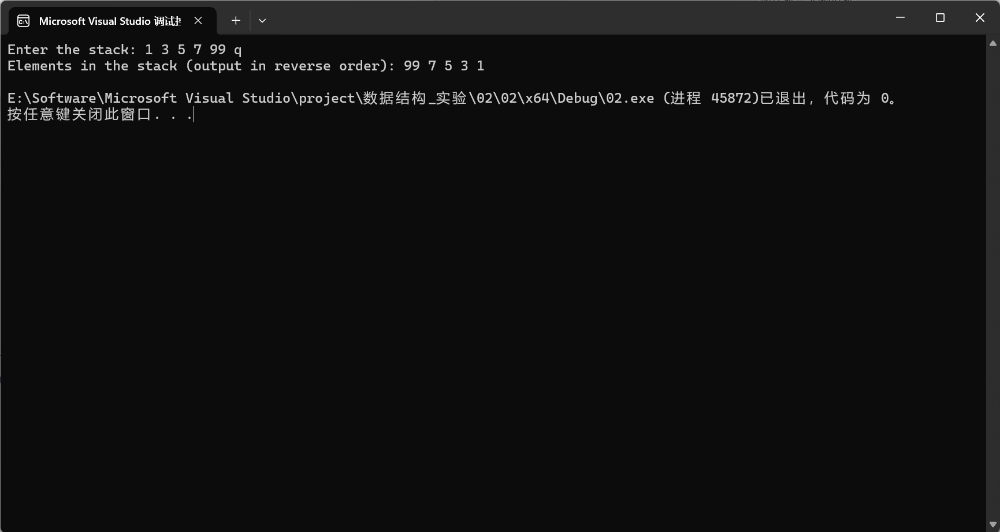 Microsoft Visual Studio 调试控
Enter the stack: 1 3 5 7 99 q
Elements in the stack (output in reverse order): 99 7 5 3 1
E:\Software\Microsoft Visual Studio\project\数据结构_实验\02\02\x64\Debug\02.exe (进程 45872)已退出，代码为 0。
按任意键关闭此窗口. . .